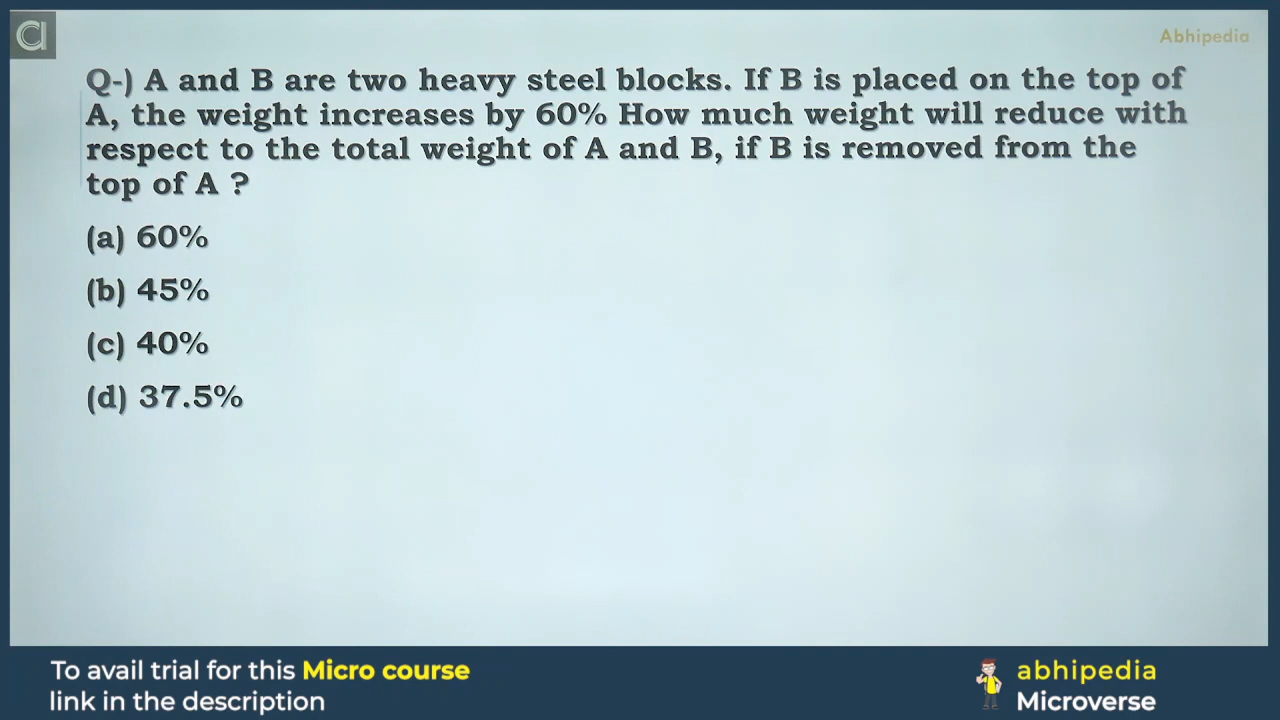 Abhipedia
Q-) A and B are two heavy steel blocks. If B is placed on the top of
A, the weight increases by 60% How much weight will reduce with
respect to the total weight of A and B, if B is removed from the
top of A ?
(a) 60%
(b) 45%
(c) 40%
(d) 37.5%
To avail trial for this Micro course
link in the description
abhipedia
Microverse